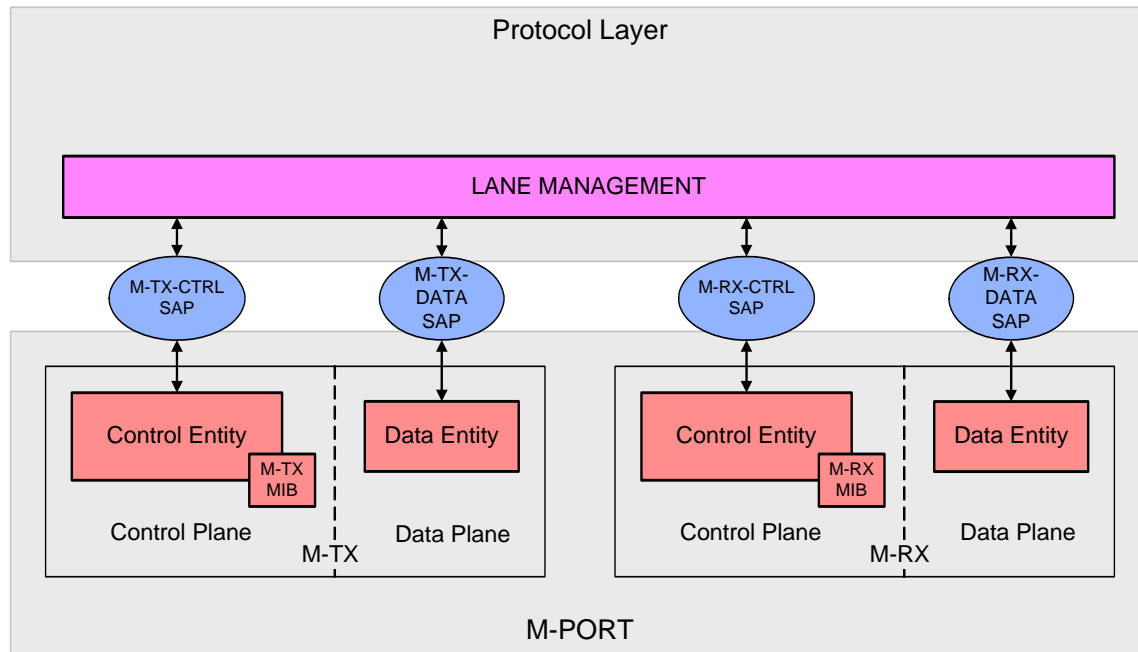 Protocol Layer
LANE MANAGEMENT
M-TX-CTRL
SAP
M-TX-
DATA
SAP
M-RX-CTRL
SAP
M-RX-
DATA
SAP
Control Entity
M-TX
MIB
Data Entity
Control Plane
Data Plane
M-TX
Control Entity
M-RX
MIB
Data Entity
Control Plane
Data Plane
M-RX
M-PORT